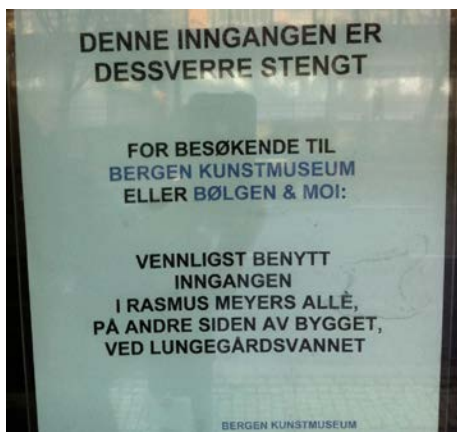 DENNE INNGANGEN ER
DESSVERRE STENGT
FOR BESØKENDE TIL
BERGEN KUNSTMUSEUM
ELLER BØLGEN & MOI:
VENNLIGST BENYTT
INNGANGEN
I RASMUS MEYERS ALLÈ,
PÅ ANDRE SIDEN AV BYGGET,
VED LUNGEGÅRDSVANNET
BERGEN KUNSTMUSEUM